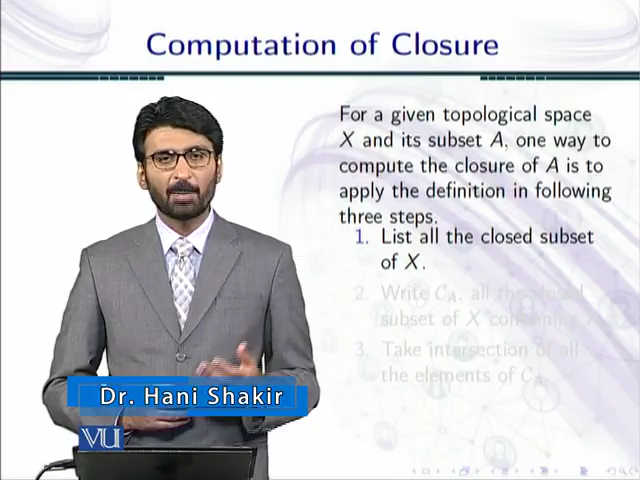 Computation of Closure
For a given topological space
X and its subset A, one way to
compute the closure of A is to
apply the definition in following
three steps.
1. List all the closed subset
of X.
2. Write C_A, all the closed
subset of X containing
3. Take intersection of all
the elements of C_A.
Dr. Hani Shakir
VU